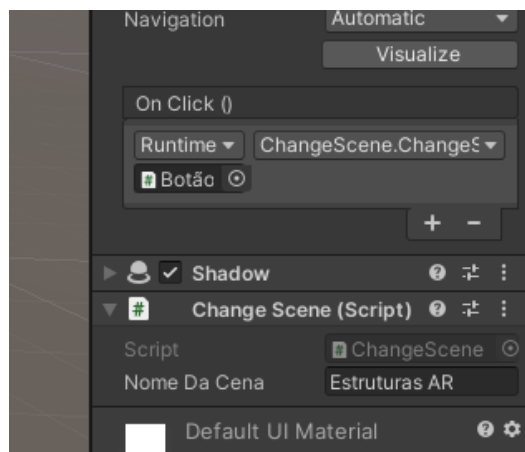 Navigation Automatic
Visualize
On Click ()
Runtime ChangeScene.ChangeS
Botão
Shadow
# Change Scene (Script)
Script ChangeScene
Nome Da Cena Estruturas AR
Default UI Material